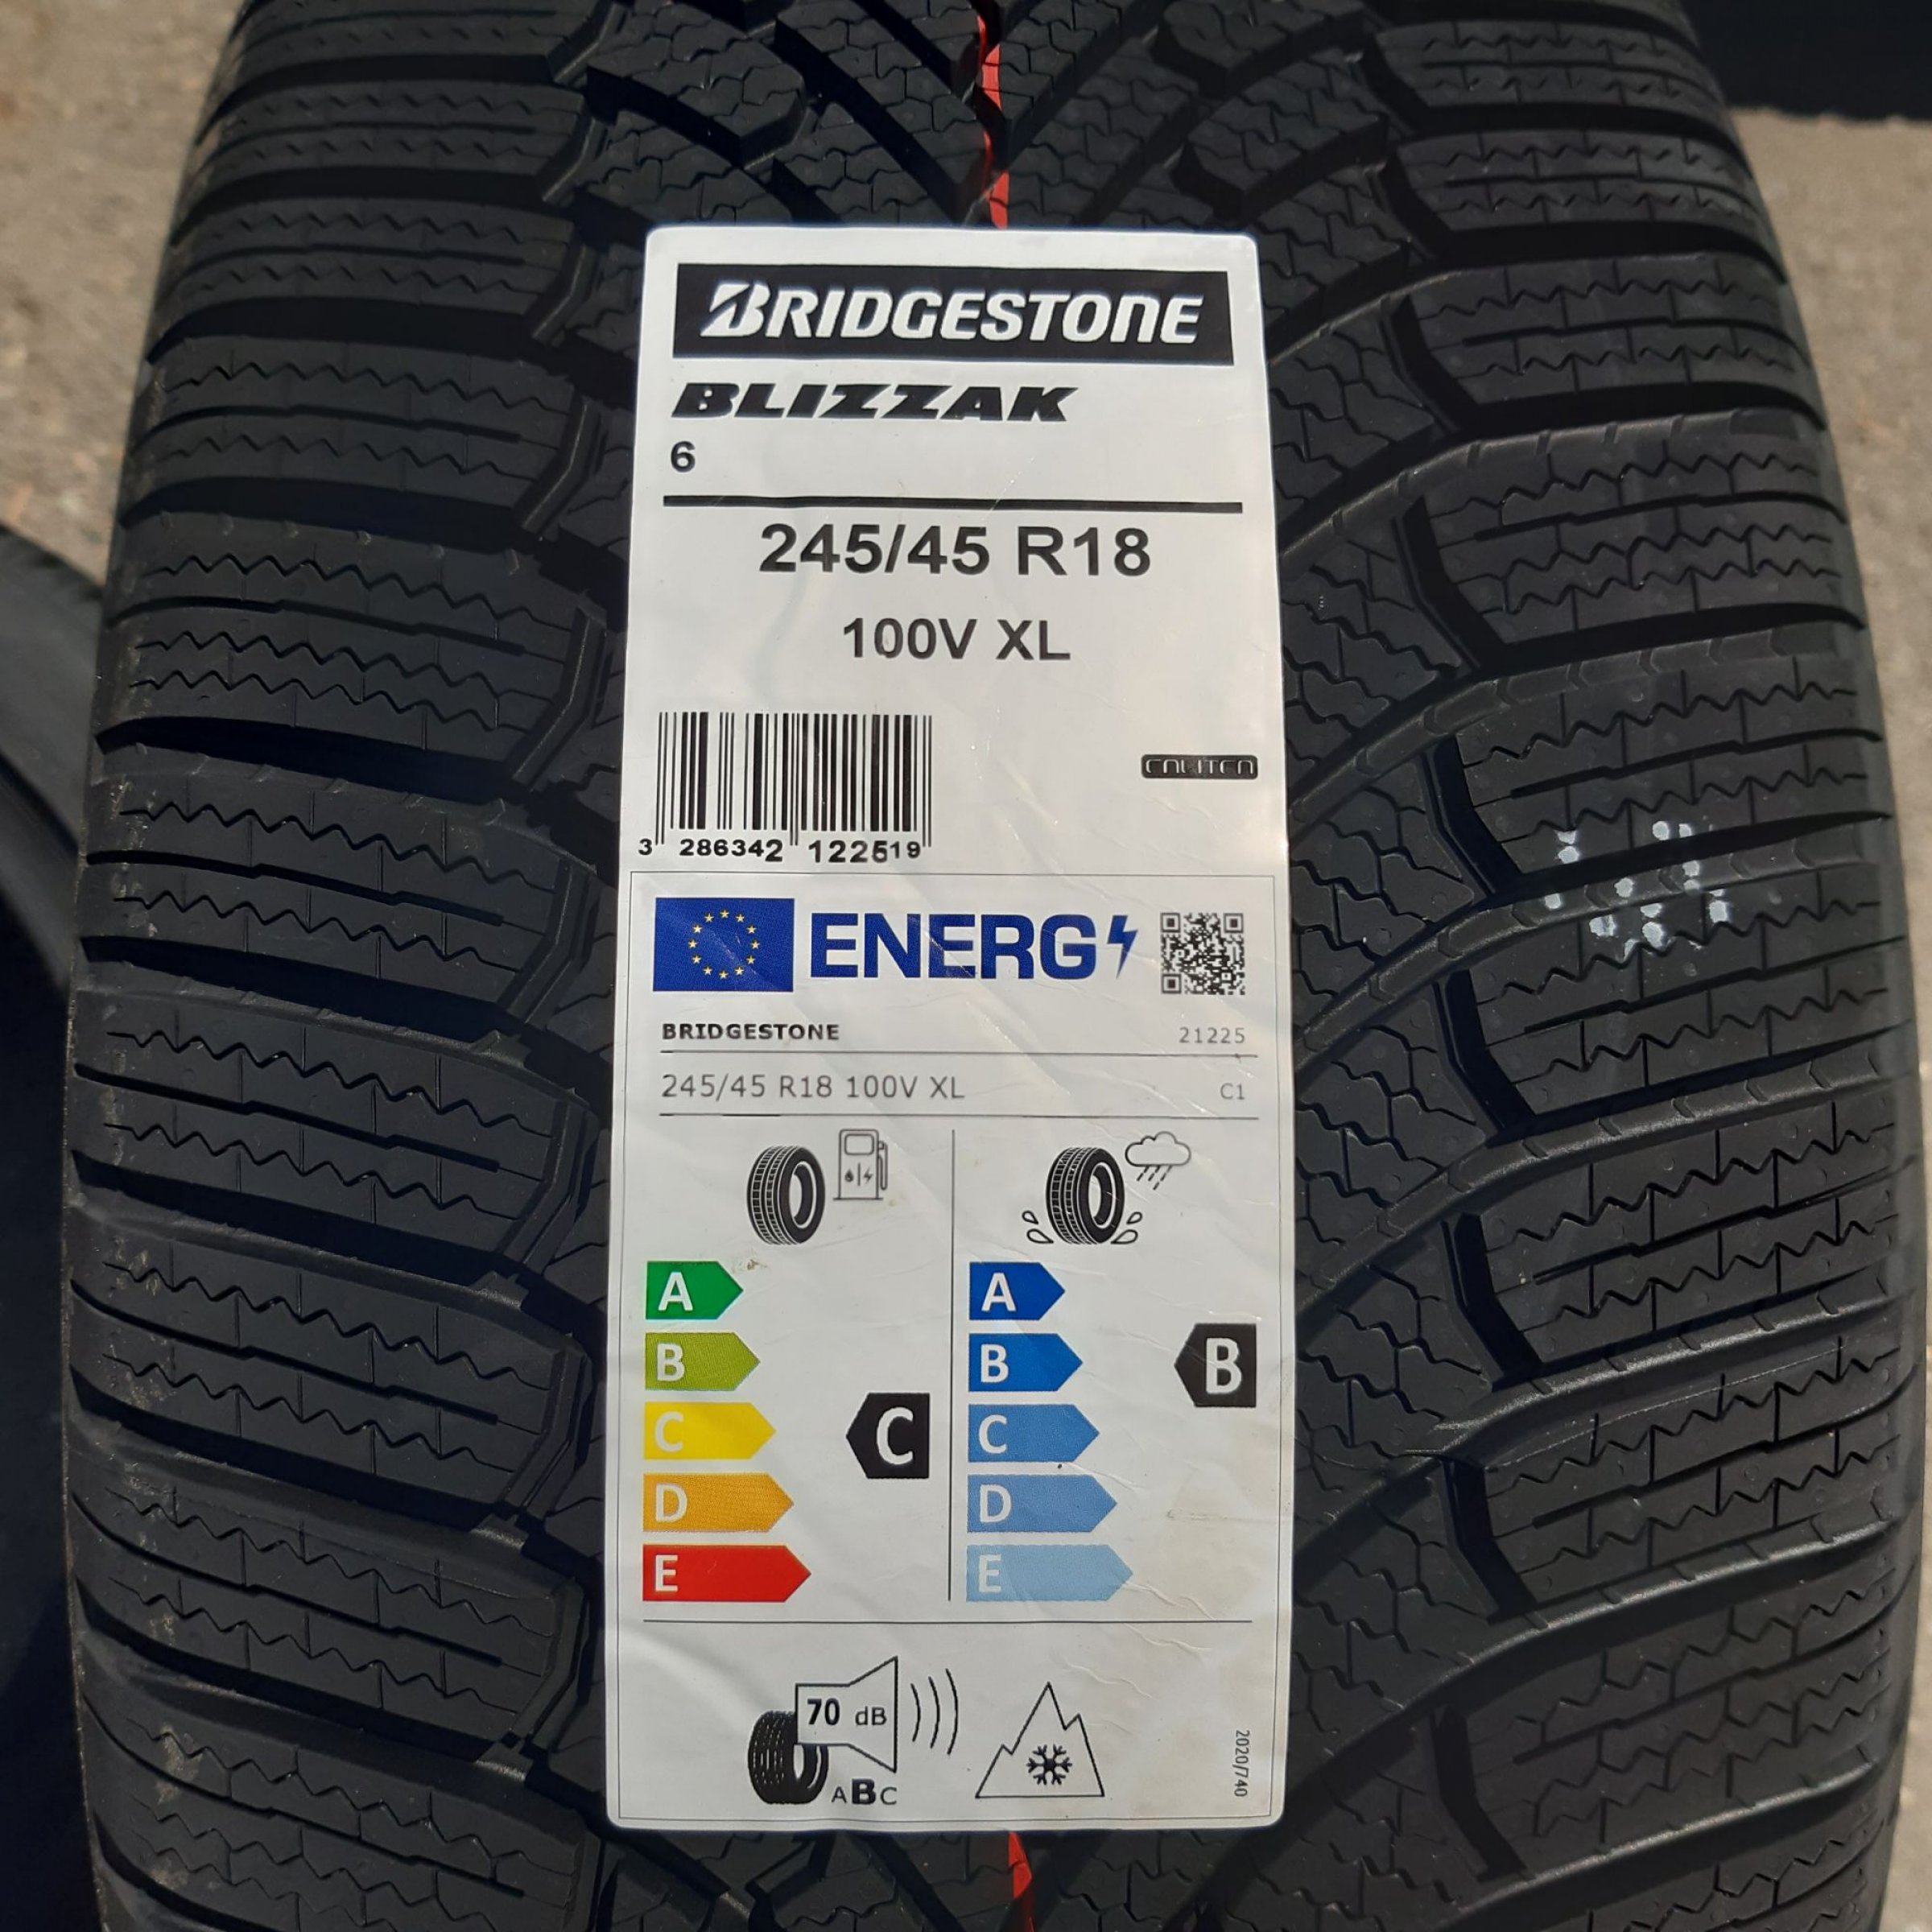 BRIDGESTONE
BLIZZAK
6
245/45 R18
100V XL
ENLITEN
3 286342 122519
ENERG
BRIDGESTONE 21225
245/45 R18 100V XL C1
A A
B B B
C C C
D D
E E
70 dB
ABC
2020/740